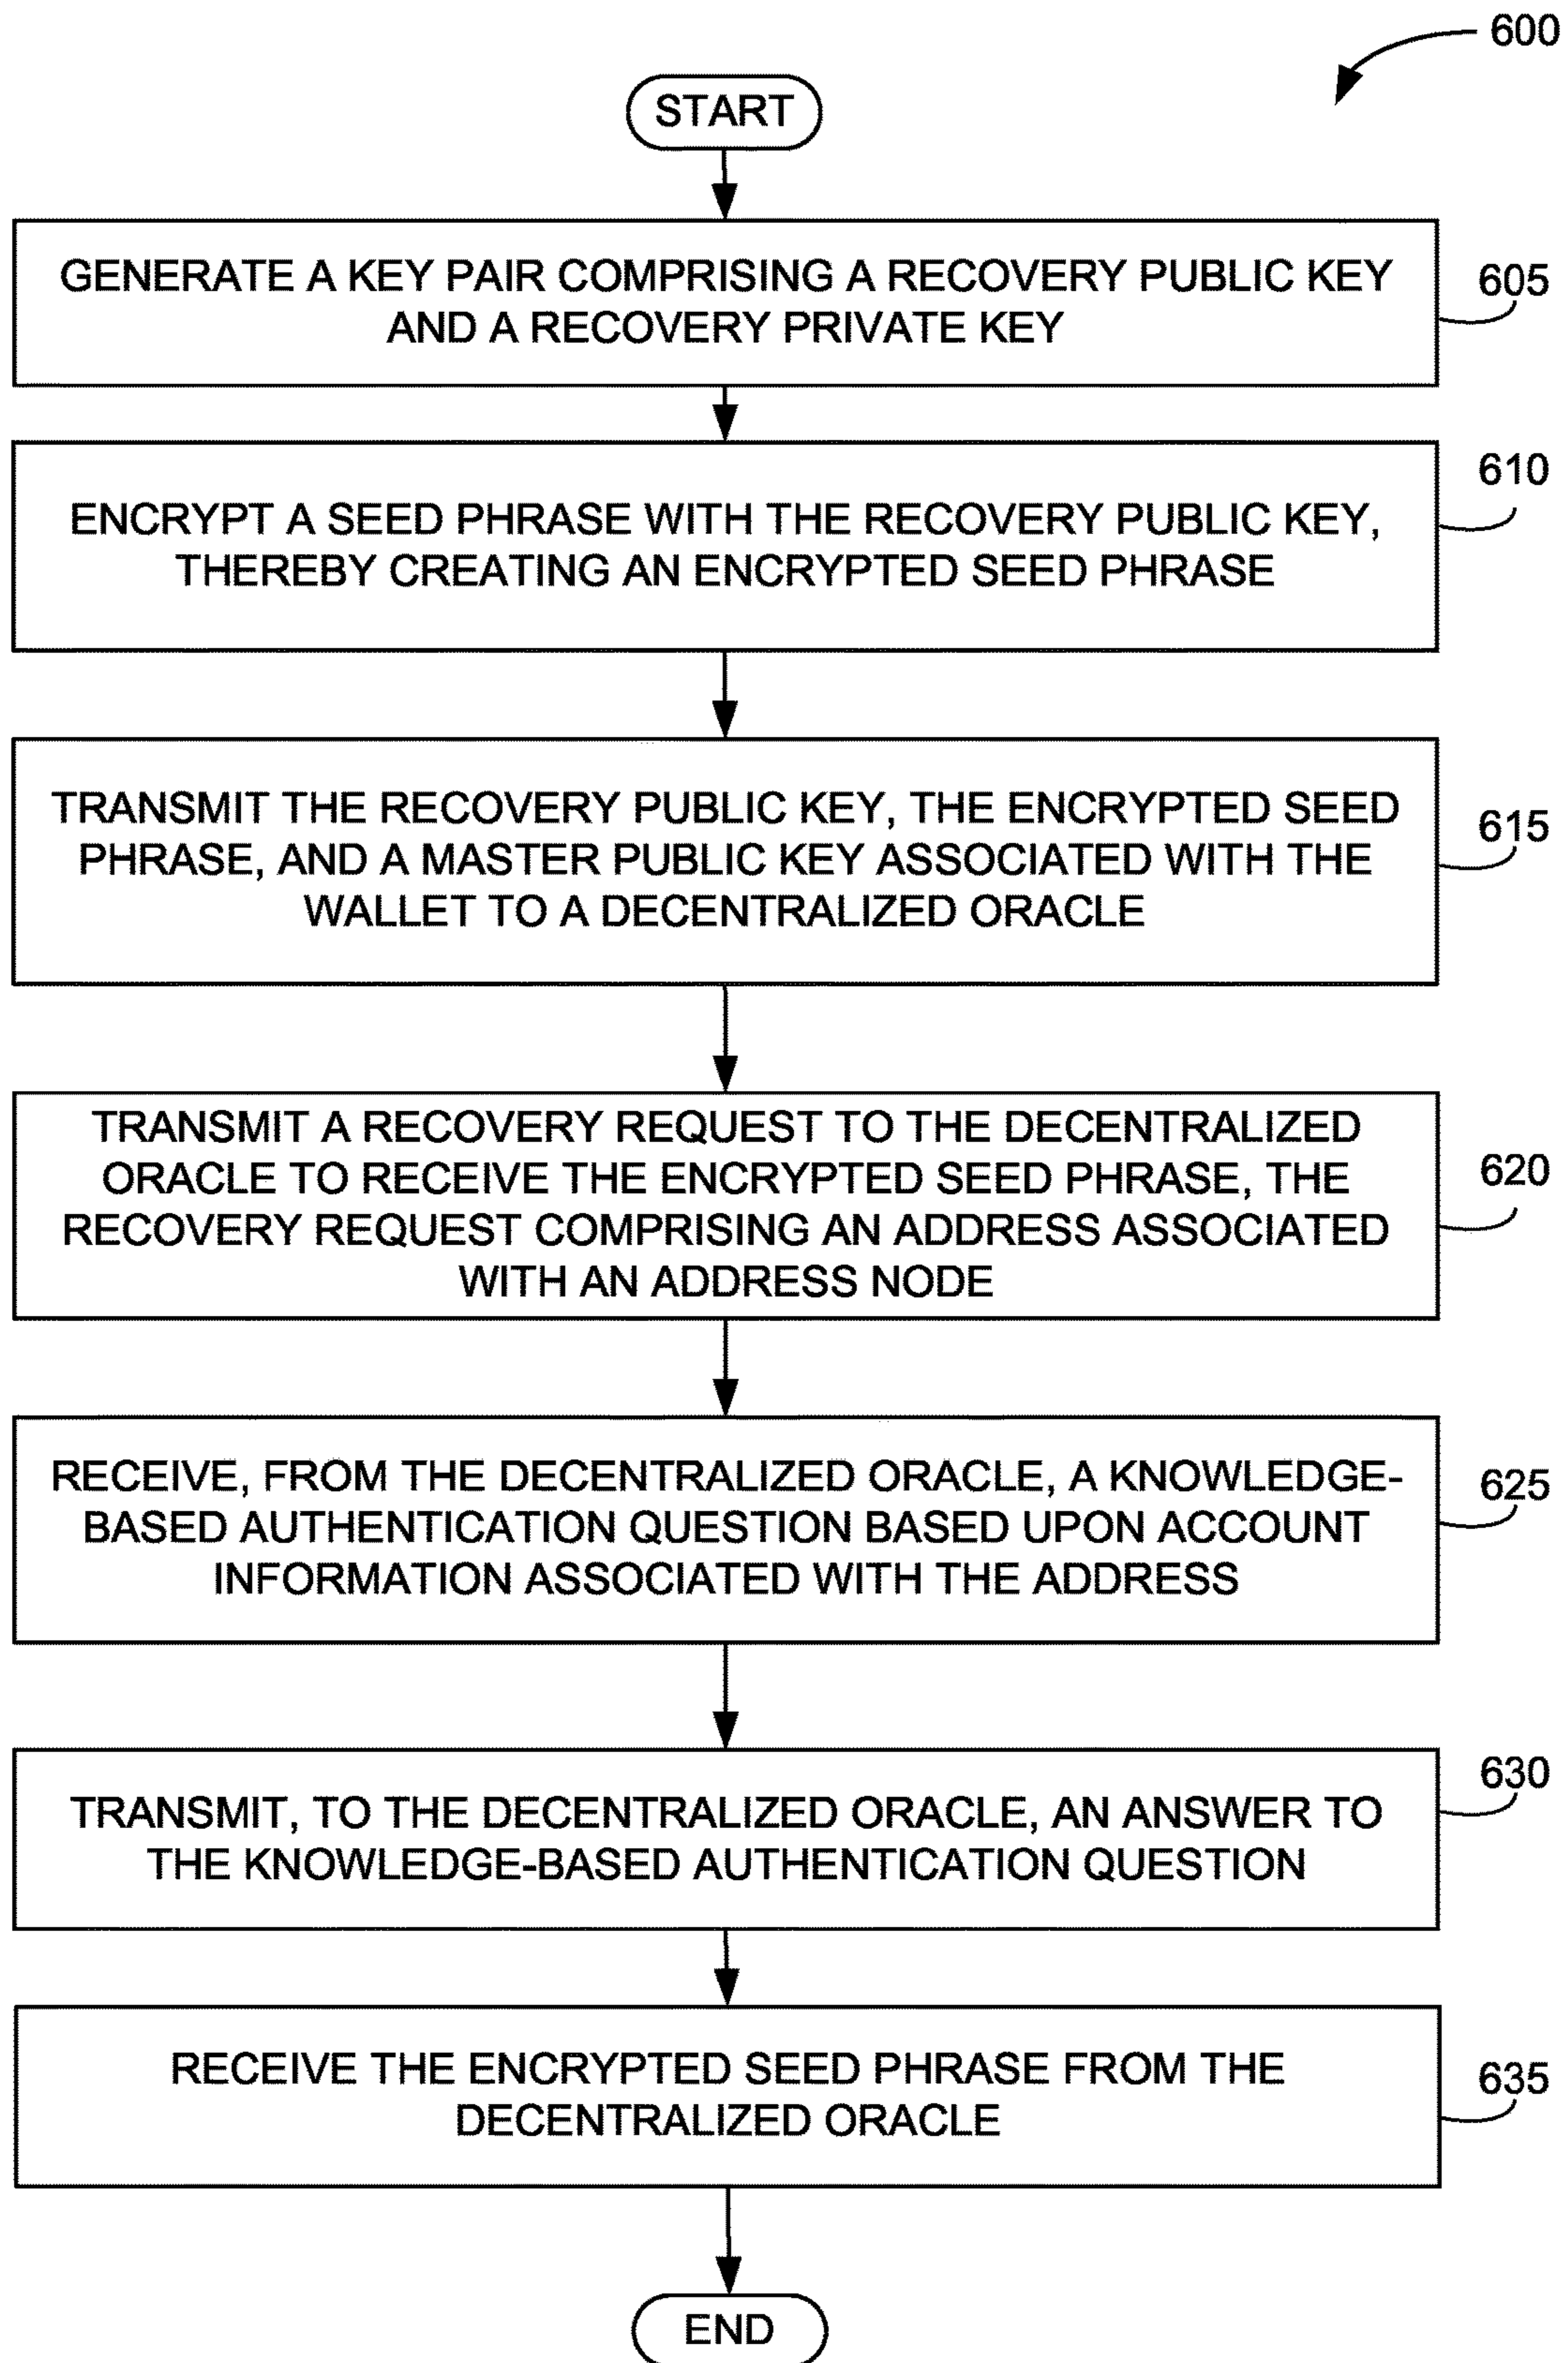 600
START
GENERATE A KEY PAIR COMPRISING A RECOVERY PUBLIC KEY
AND A RECOVERY PRIVATE KEY
605
ENCRYPT A SEED PHRASE WITH THE RECOVERY PUBLIC KEY,
THEREBY CREATING AN ENCRYPTED SEED PHRASE
610
TRANSMIT THE RECOVERY PUBLIC KEY, THE ENCRYPTED SEED
PHRASE, AND A MASTER PUBLIC KEY ASSOCIATED WITH THE
WALLET TO A DECENTRALIZED ORACLE
615
TRANSMIT A RECOVERY REQUEST TO THE DECENTRALIZED
ORACLE TO RECEIVE THE ENCRYPTED SEED PHRASE, THE
RECOVERY REQUEST COMPRISING AN ADDRESS ASSOCIATED
WITH AN ADDRESS NODE
620
RECEIVE, FROM THE DECENTRALIZED ORACLE, A KNOWLEDGE-
BASED AUTHENTICATION QUESTION BASED UPON ACCOUNT
INFORMATION ASSOCIATED WITH THE ADDRESS
625
TRANSMIT, TO THE DECENTRALIZED ORACLE, AN ANSWER TO
THE KNOWLEDGE-BASED AUTHENTICATION QUESTION
630
RECEIVE THE ENCRYPTED SEED PHRASE FROM THE
DECENTRALIZED ORACLE
635
END